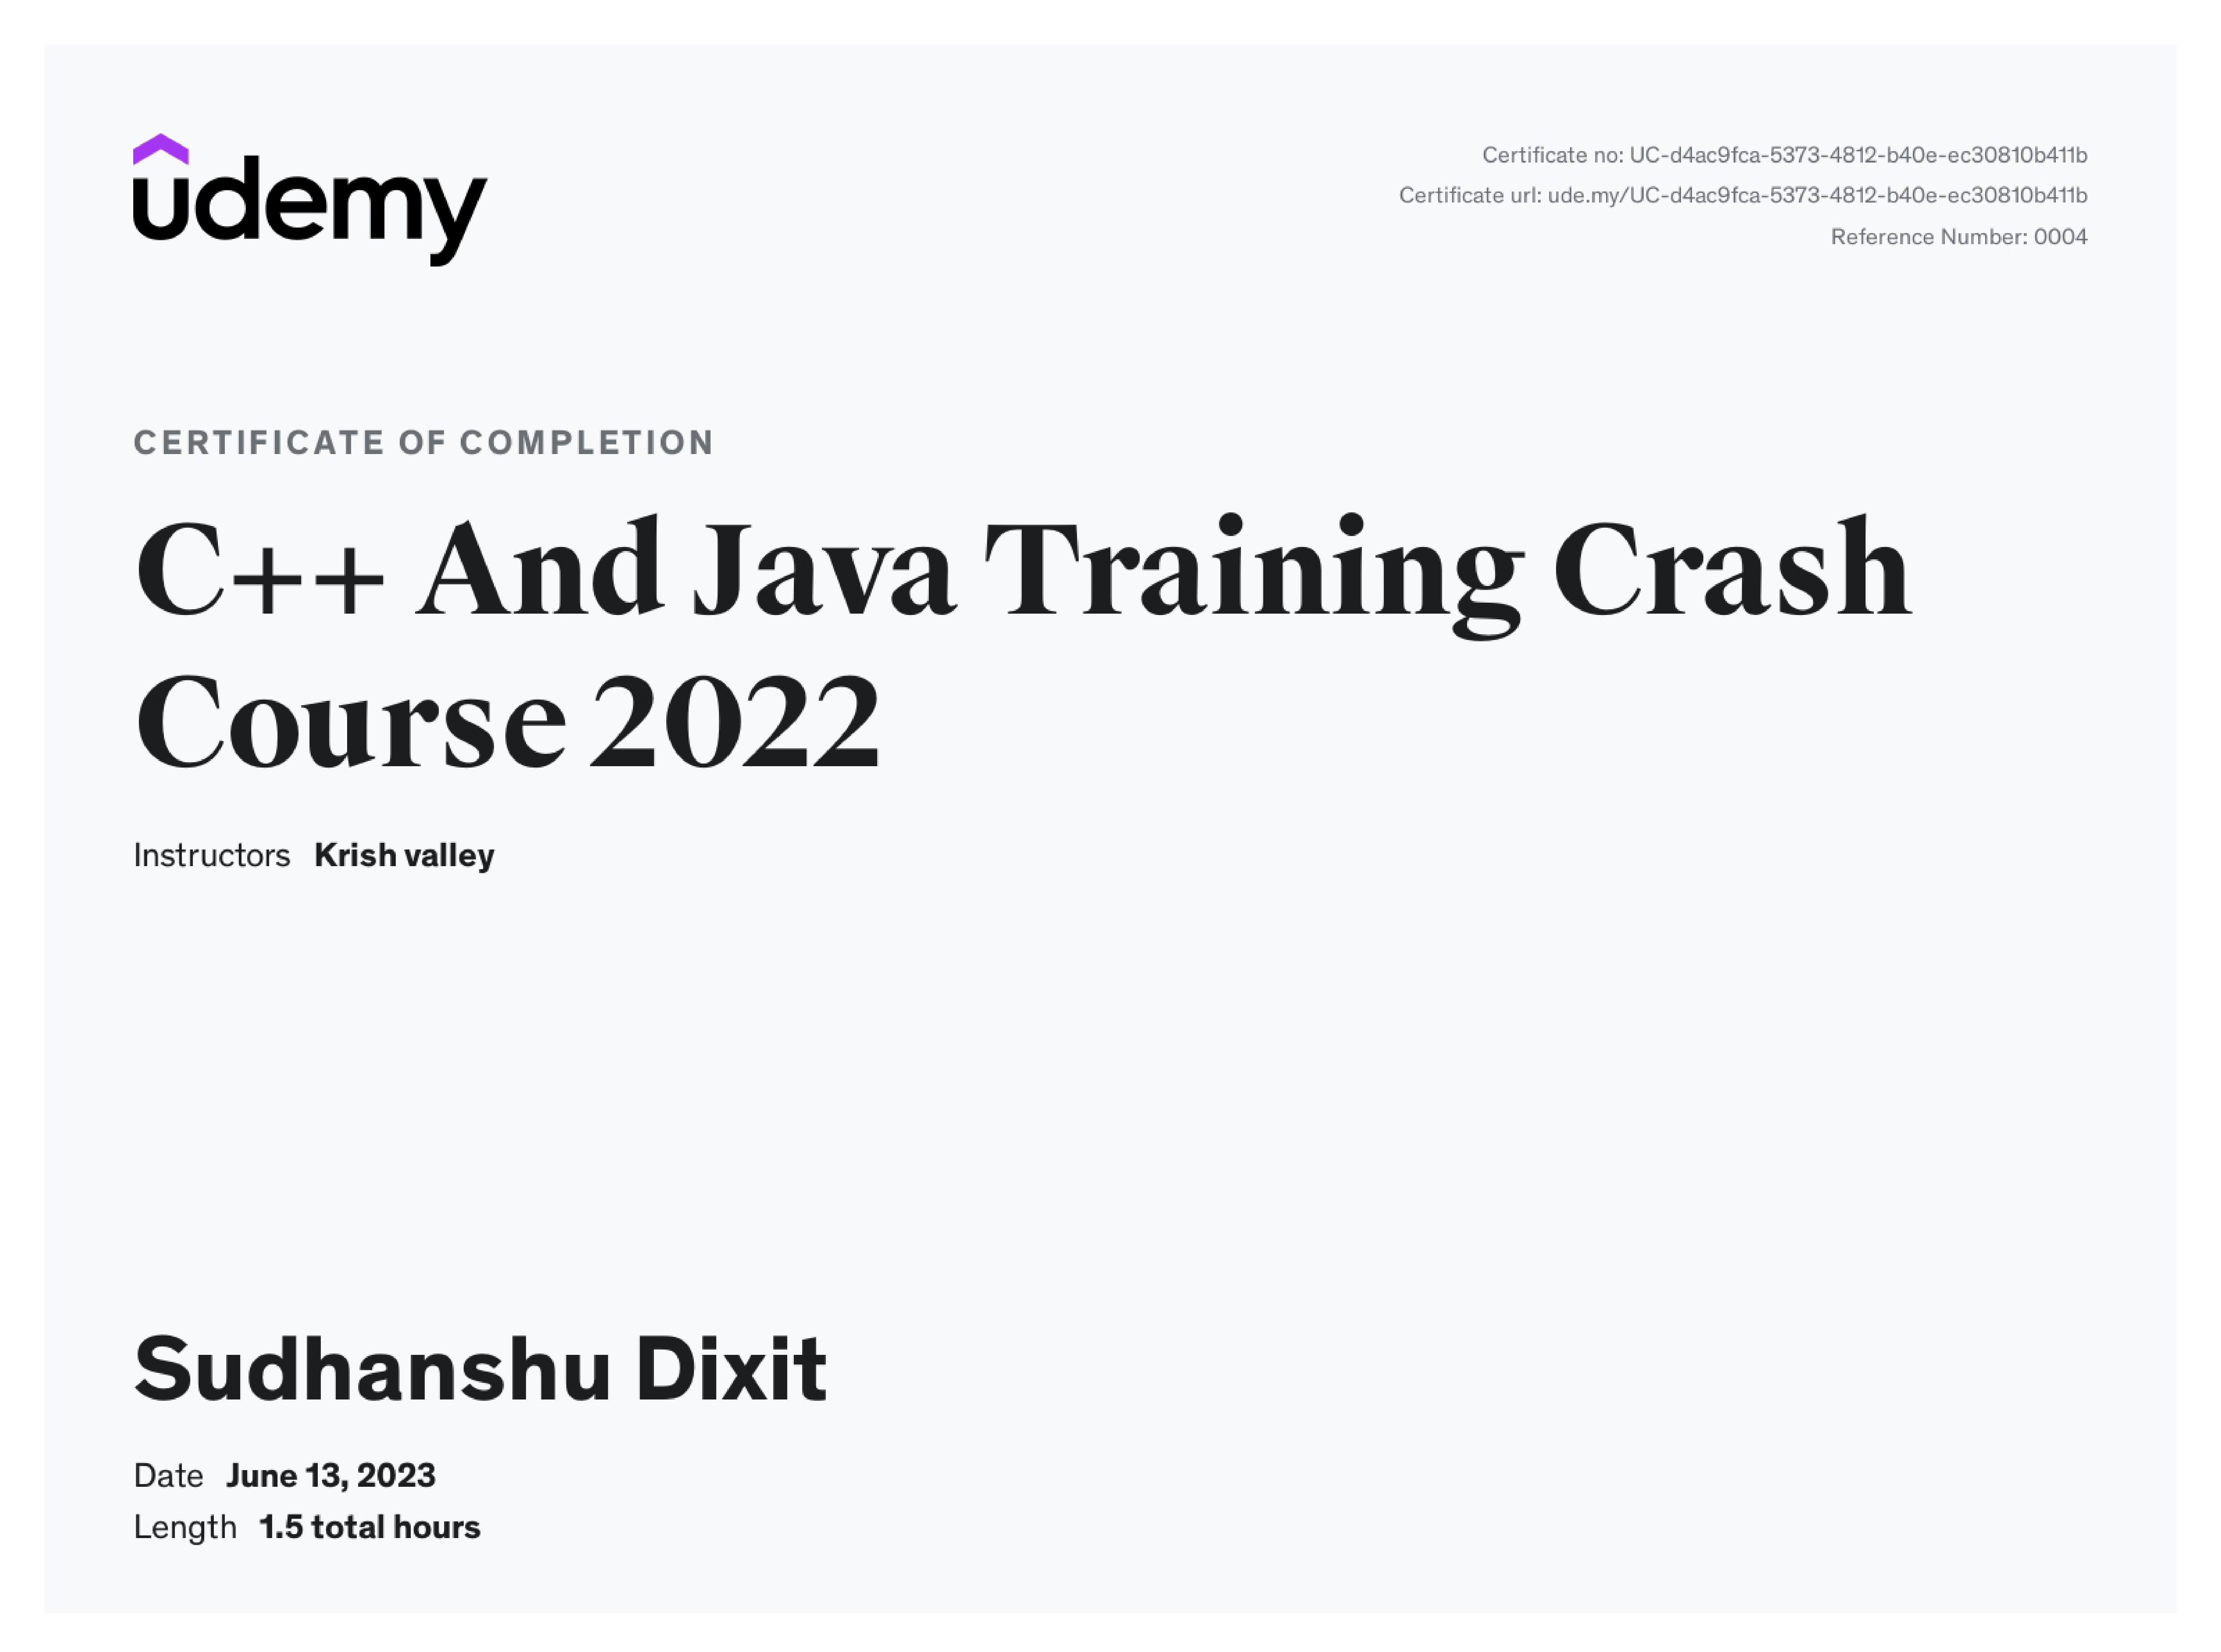 udemy
Certificate no: UC-d4ac9fca-5373-4812-b40e-ec30810b411b
Certificate url: ude.my/UC-d4ac9fca-5373-4812-b40e-ec30810b411b
Reference Number: 0004
CERTIFICATE OF COMPLETION
C++ And Java Training Crash
Course 2022
Instructors Krish valley
Sudhanshu Dixit
Date June 13, 2023
Length 1.5 total hours